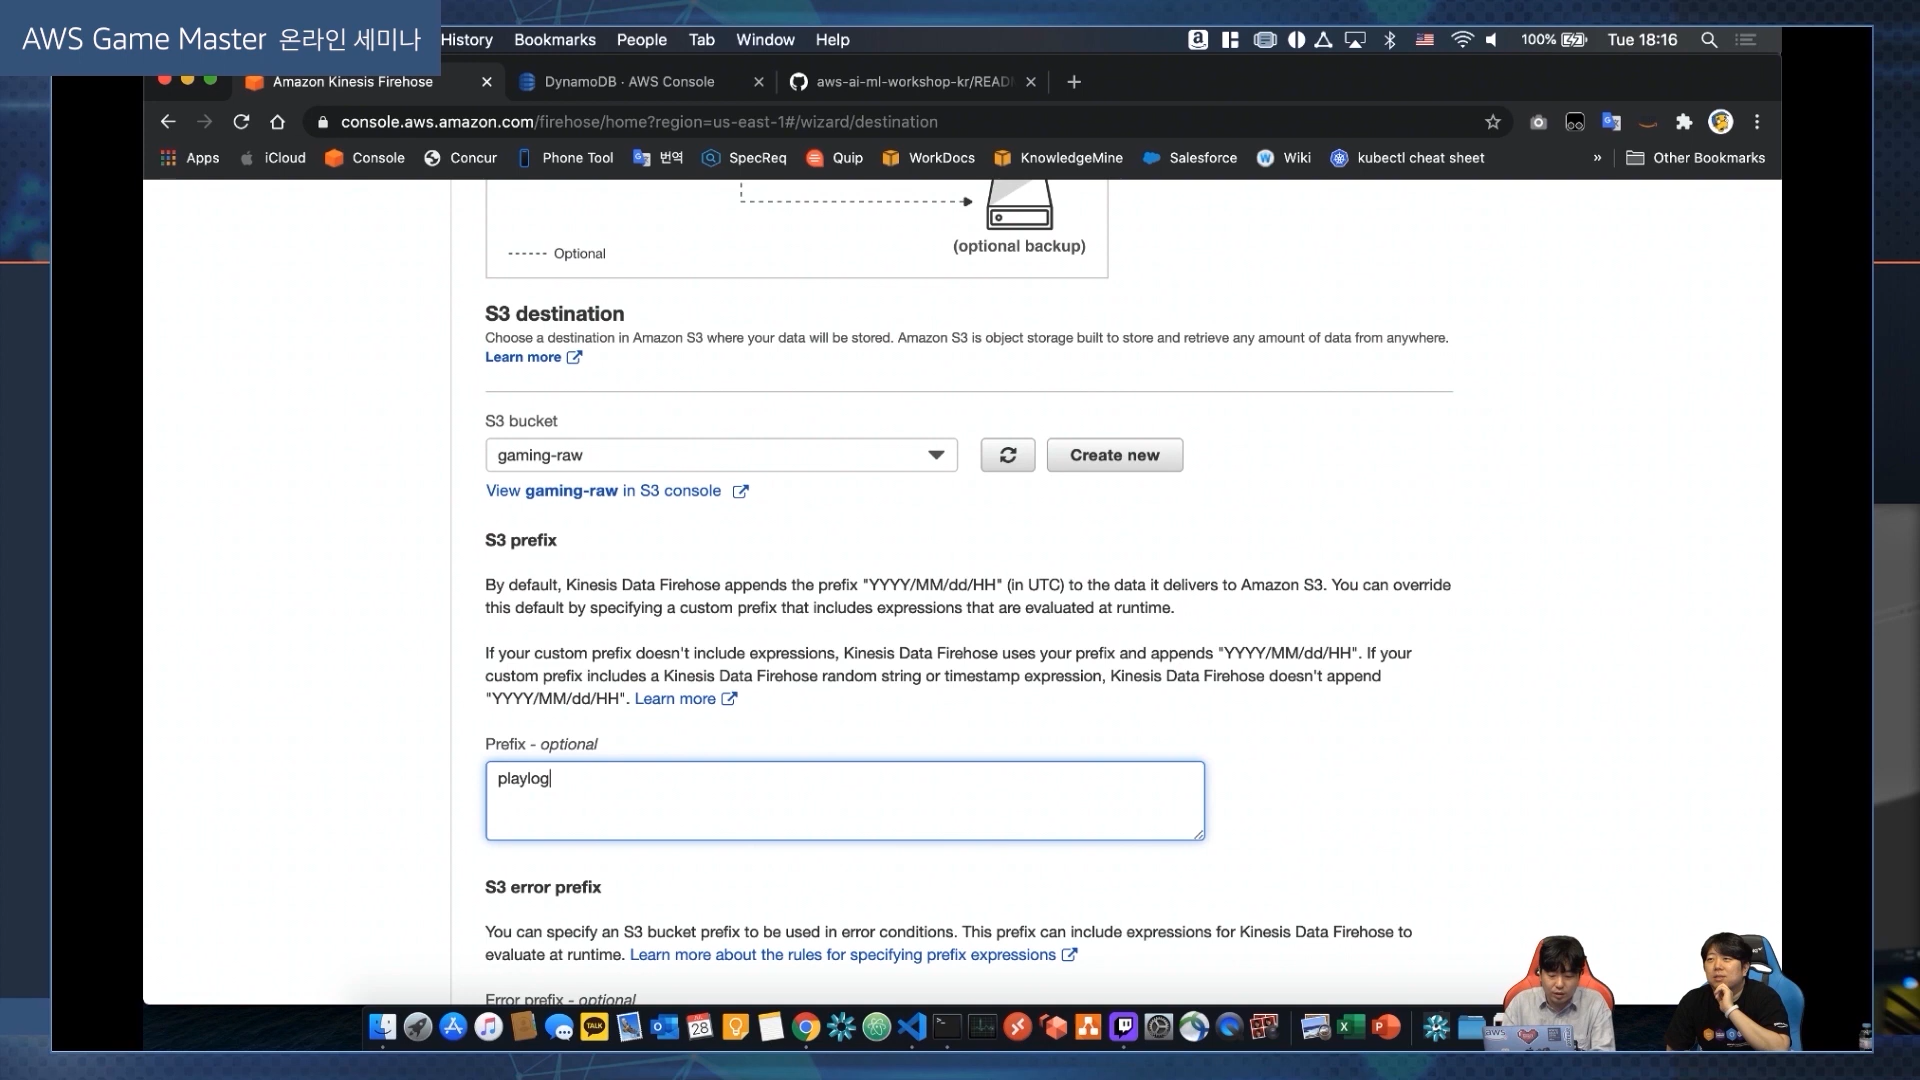 AWS Game Master 온라인 세미나
History Bookmarks People Tab Window Help
100% Tue 18:16
Amazon Kinesis Firehose
DynamoDB · AWS Console
aws-ai-ml-workshop-kr/READ
console.aws.amazon.com/firehose/home?region=us-east-1#/wizard/destination
Apps iCloud Console Concur Phone Tool 번역 SpecReq Quip WorkDocs KnowledgeMine Salesforce Wiki kubectl cheat sheet » Other Bookmarks
(optional backup)
Optional
S3 destination
Choose a destination in Amazon S3 where your data will be stored. Amazon S3 is object storage built to store and retrieve any amount of data from anywhere.
Learn more
S3 bucket
gaming-raw
Create new
View gaming-raw in S3 console
S3 prefix
By default, Kinesis Data Firehose appends the prefix "YYYY/MM/dd/HH" (in UTC) to the data it delivers to Amazon S3. You can override
this default by specifying a custom prefix that includes expressions that are evaluated at runtime.
If your custom prefix doesn't include expressions, Kinesis Data Firehose uses your prefix and appends "YYYY/MM/dd/HH". If your
custom prefix includes a Kinesis Data Firehose random string or timestamp expression, Kinesis Data Firehose doesn't append
"YYYY/MM/dd/HH". Learn more
Prefix - optional
playlog
S3 error prefix
You can specify an S3 bucket prefix to be used in error conditions. This prefix can include expressions for Kinesis Data Firehose to
evaluate at runtime. Learn more about the rules for specifying prefix expressions
Error prefix - optional
TALK
28
aws